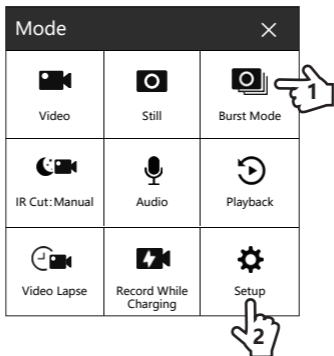 Mode
Video
Still
Burst Mode
1
IR Cut:Manual
Audio
Playback
Video Lapse
Record While
Charging
Setup
2